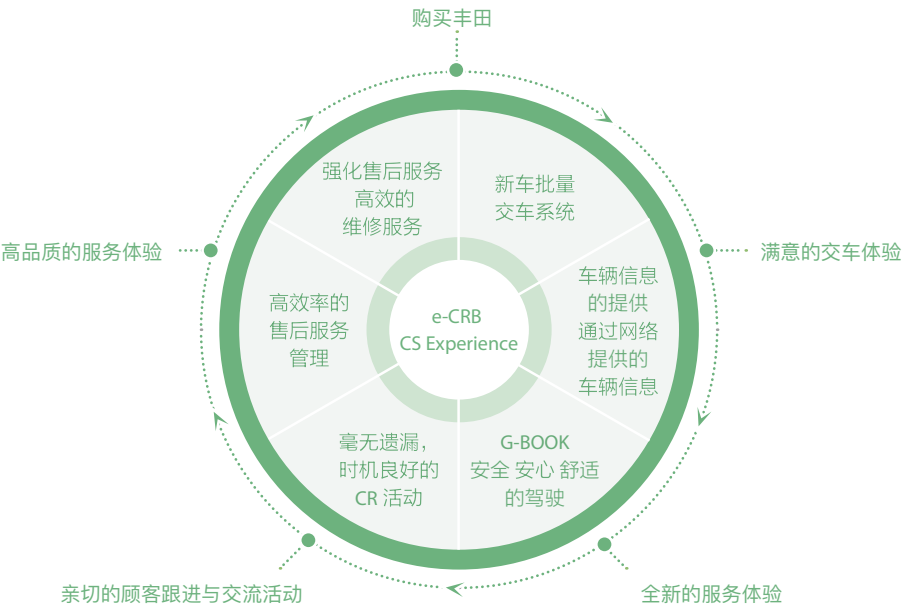 购买丰田
强化售后服务
高效的
维修服务
新车批量
交车系统
高品质的服务体验
满意的交车体验
高效率的
售后服务
管理
e-CRB
CS Experience
车辆信息
的提供
通过网络
提供的
车辆信息
毫无遗漏，
时机良好的
CR 活动
G-BOOK
安全 安心 舒适
的驾驶
亲切的顾客跟进与交流活动
全新的服务体验